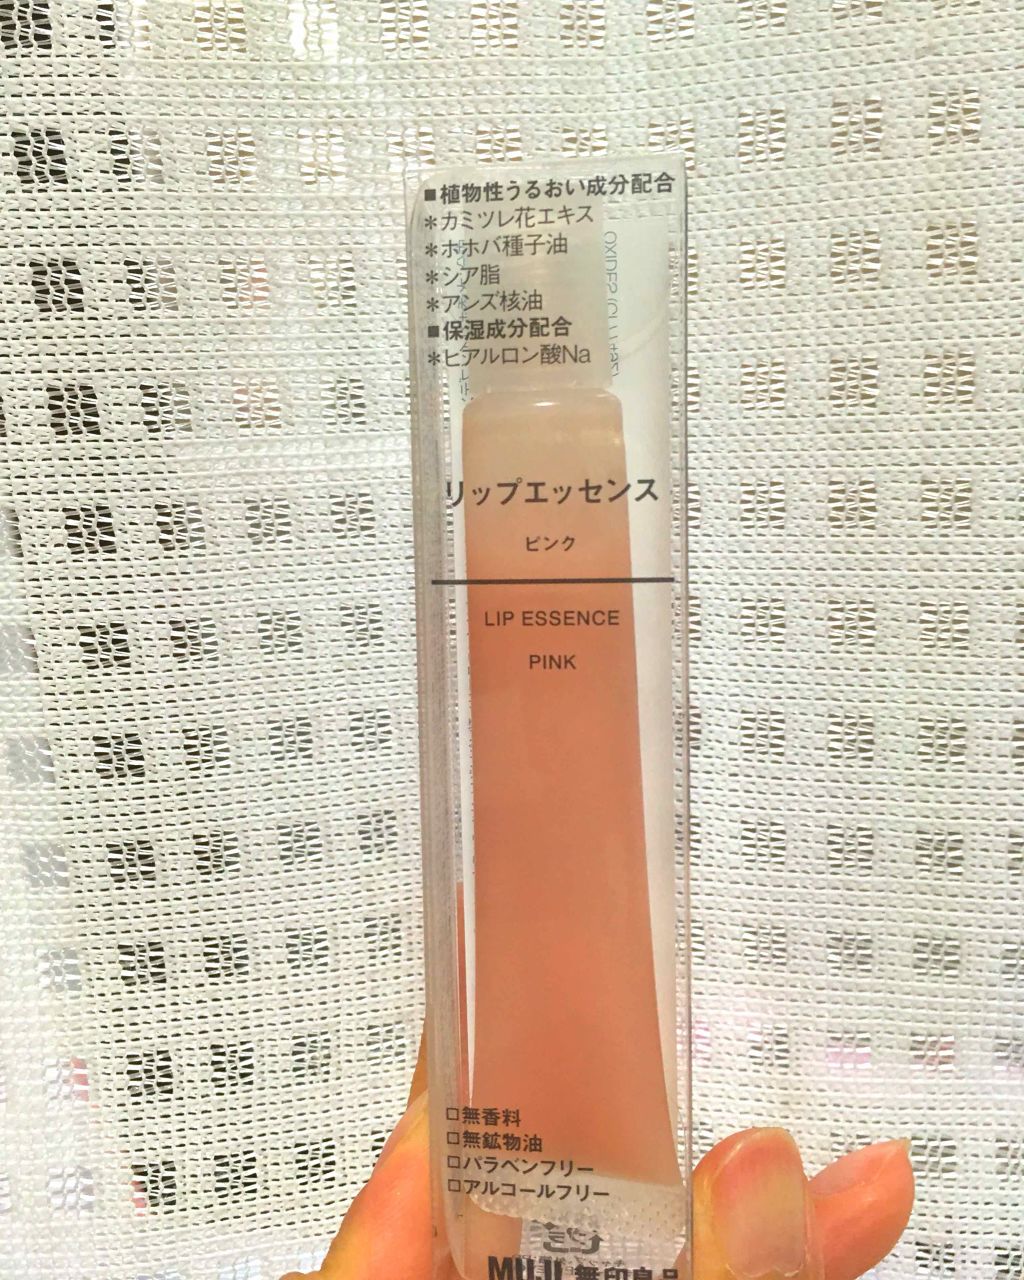 ■植物性うるおい成分配合
＊カミツレ花エキス
＊ホホバ種子油
＊シア脂
＊アンズ核油
■保湿成分配合
＊ヒアルロン酸Na
リップエッセンス
ピンク
LIP ESSENCE
PINK
□無香料
□無鉱物油
□パラベンフリー
□アルコールフリー
MUJI 無印良品